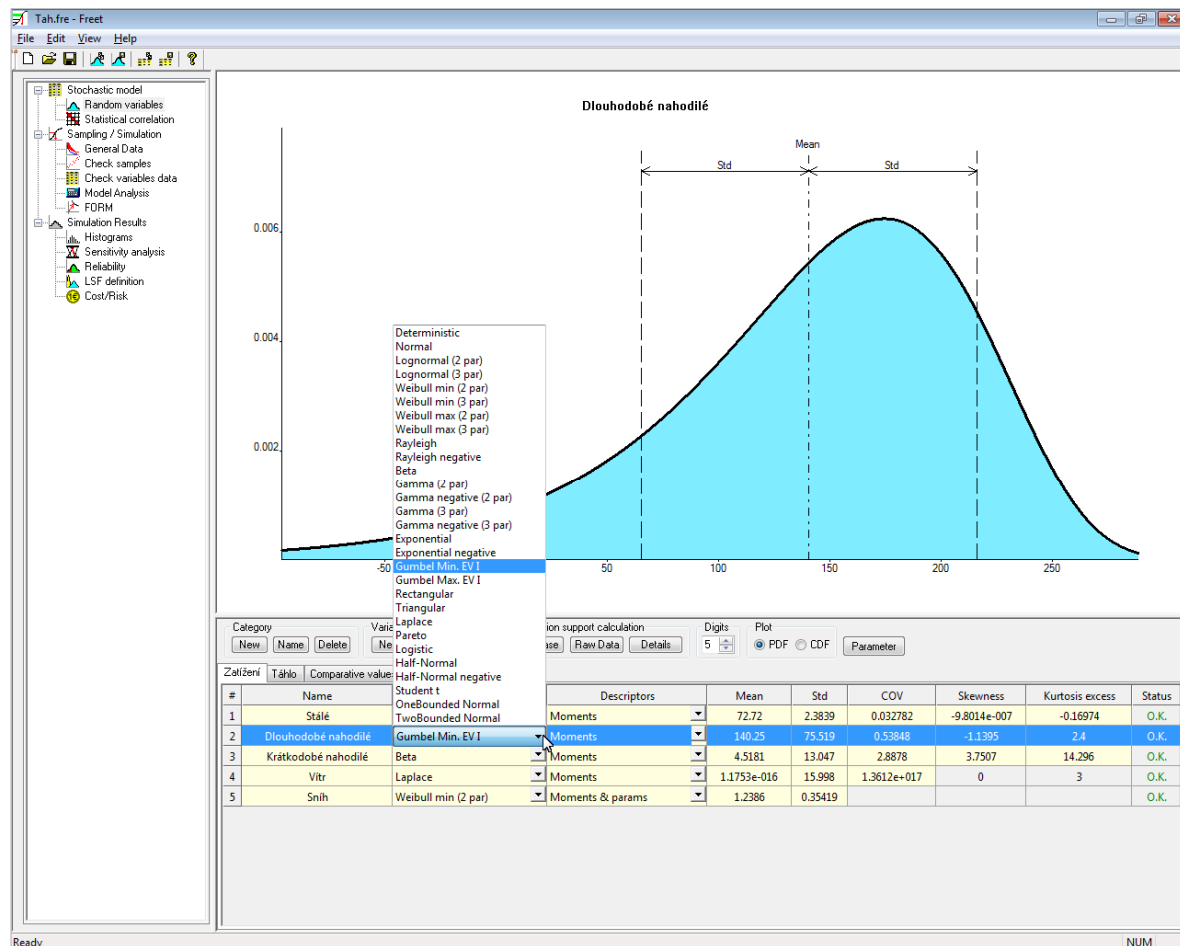 Tah.fre - Freet
File Edit View Help
Stochastic model
Random variables
Statistical correlation
Sampling / Simulation
General Data
Check samples
Check variables data
Model Analysis
FORM
Simulation Results
Histograms
Sensitivity analysis
Reliability
LSF definition
Cost/Risk
Dlouhodobé nahodilé
Mean
Std Std
0.006
0.004
0.002
-50 50 100 150 200 250
Deterministic
Normal
Lognormal (2 par)
Lognormal (3 par)
Weibull min (2 par)
Weibull min (3 par)
Weibull max (2 par)
Weibull max (3 par)
Rayleigh
Rayleigh negative
Beta
Gamma (2 par)
Gamma negative (2 par)
Gamma (3 par)
Gamma negative (3 par)
Exponential
Exponential negative
Gumbel Min. EV I
Gumbel Max. EV I
Rectangular
Triangular
Laplace
Pareto
Logistic
Half-Normal
Half-Normal negative
Student t
OneBounded Normal
TwoBounded Normal
Category Varia ion support calculation Digits Plot
New Name Delete Ne se Raw Data Details 5 PDF CDF Parameter
Zatížení Táhlo Comparative value
# Name Descriptors Mean Std COV Skewness Kurtosis excess Status
1 Stálé Moments 72.72 2.3839 0.032782 -9.8014e-007 -0.16974 O.K.
2 Dlouhodobé nahodilé Gumbel Min. EV I Moments 140.25 75.519 0.53848 -1.1395 2.4 O.K.
3 Krátkodobé nahodilé Beta Moments 4.5181 13.047 2.8878 3.7507 14.296 O.K.
4 Vítr Laplace Moments 1.1753e-016 15.998 1.3612e+017 0 3 O.K.
5 Sníh Weibull min (2 par) Moments & params 1.2386 0.35419 O.K.
Ready NUM